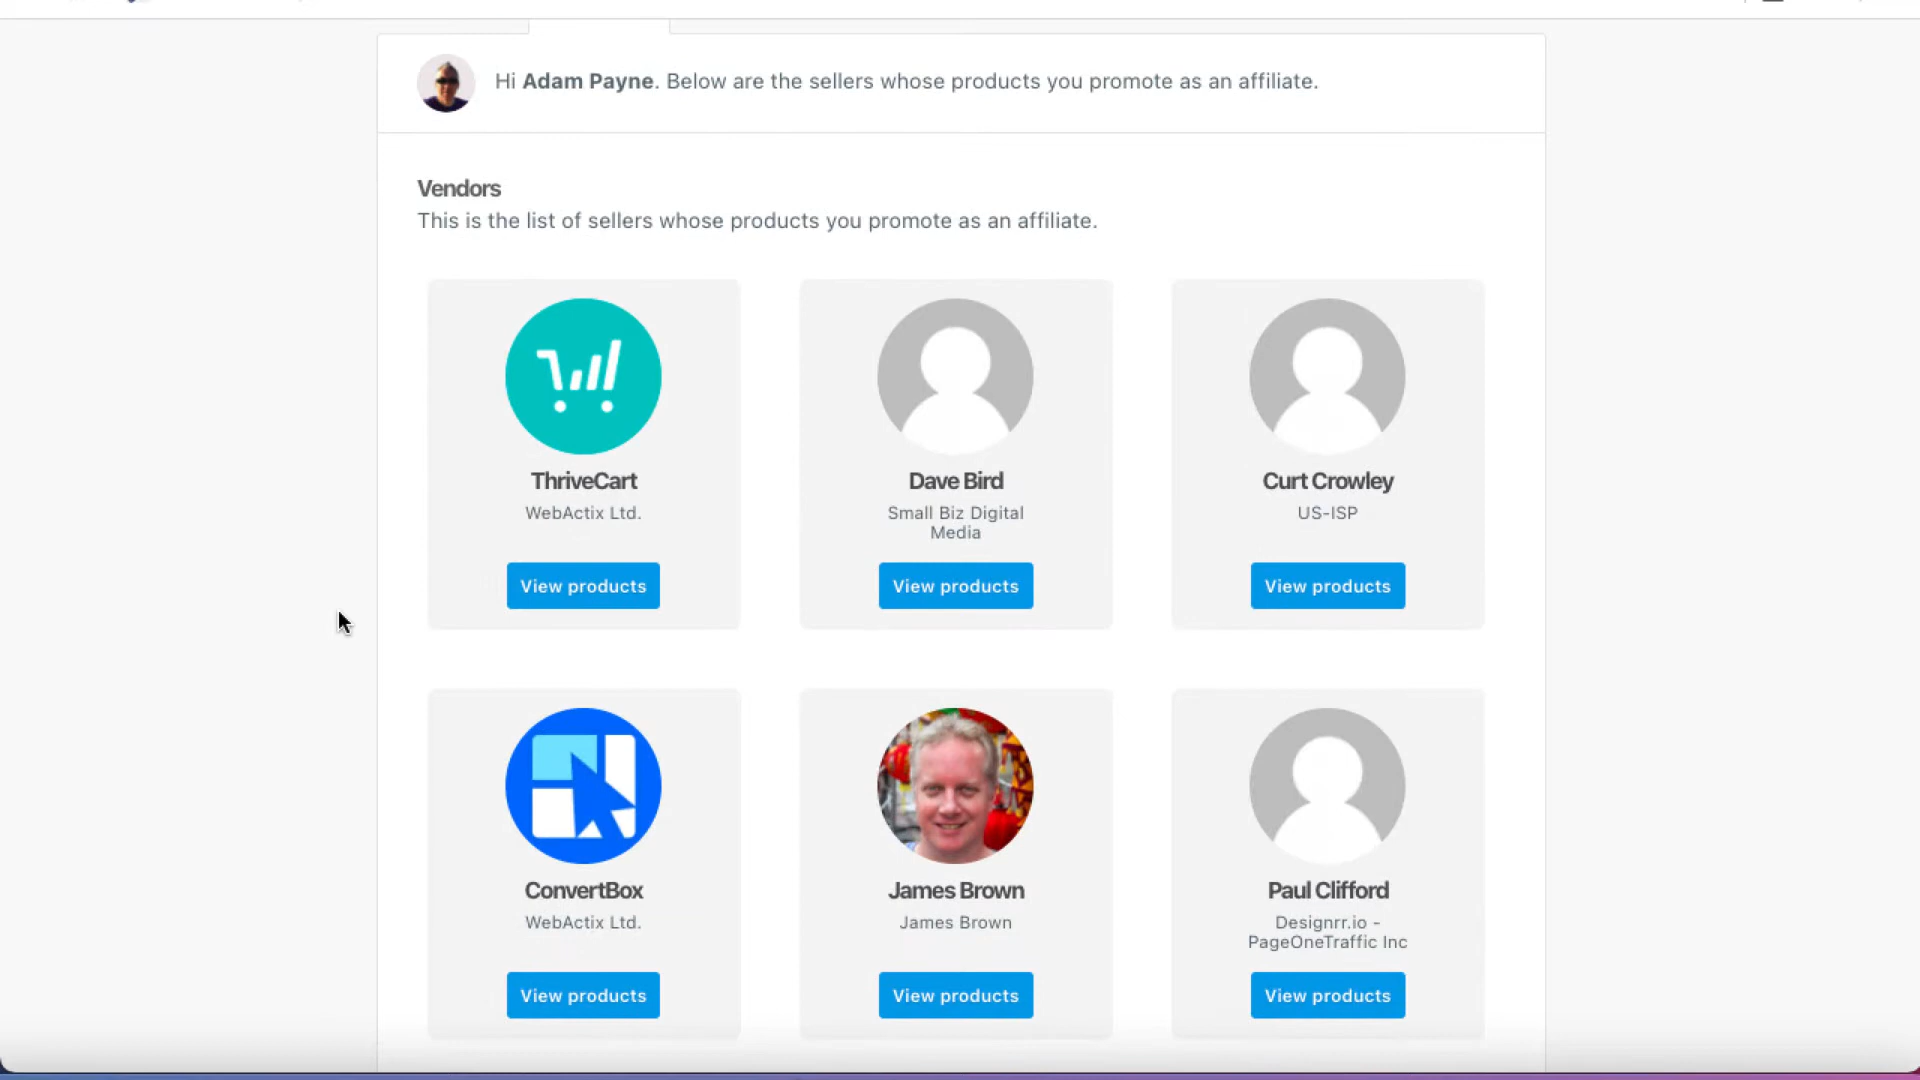 Hi Adam Payne. Below are the sellers whose products you promote as an affiliate.
Vendors
This is the list of sellers whose products you promote as an affiliate.
ThriveCart
WebActix Ltd.
View products
Dave Bird
Small Biz Digital
Media
View products
Curt Crowley
US-ISP
View products
ConvertBox
WebActix Ltd.
View products
James Brown
James Brown
View products
Paul Clifford
Designrr.io -
PageOneTraffic Inc
View products